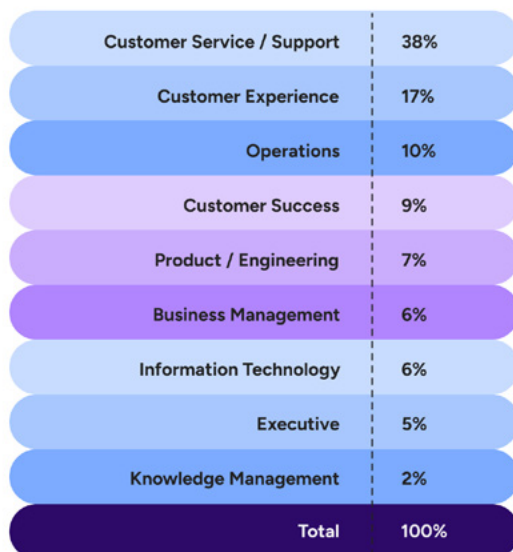 Customer Service / Support 38%
Customer Experience 17%
Operations 10%
Customer Success 9%
Product / Engineering 7%
Business Management 6%
Information Technology 6%
Executive 5%
Knowledge Management 2%
Total 100%